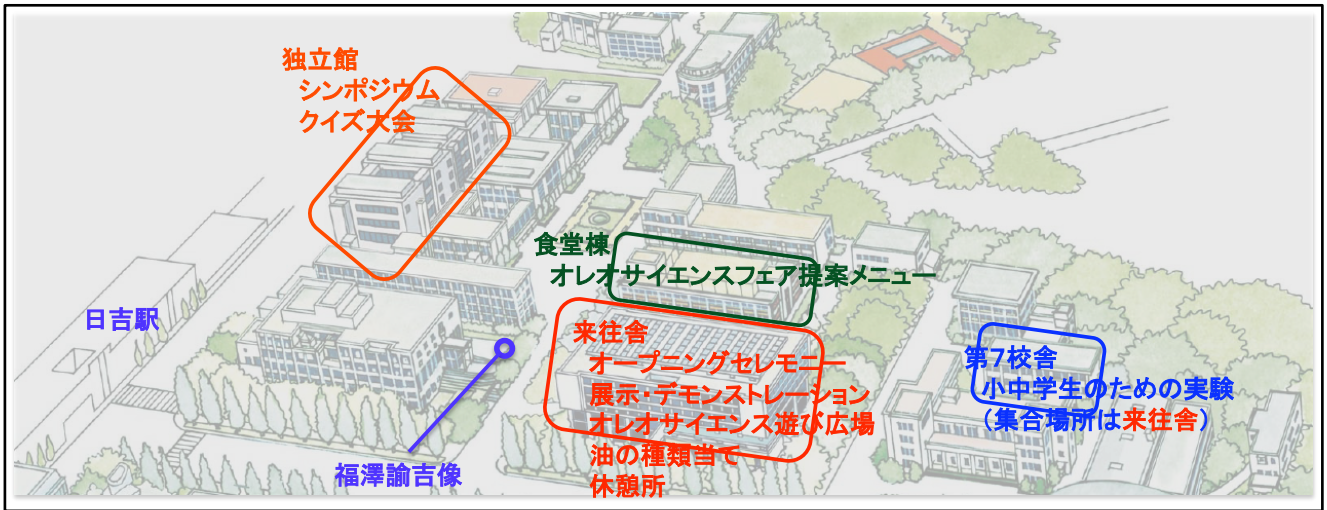 独立館
シンポジウム
クイズ大会
食堂棟
オレオサイエンスフェア提案メニュー
日吉駅
来往舎
オープニングセレモニー
展示・デモンストレーション
オレオサイエンス遊び広場
油の種類当て
休憩所
第7校舎
小中学生のための実験
（集合場所は来往舎）
福澤諭吉像